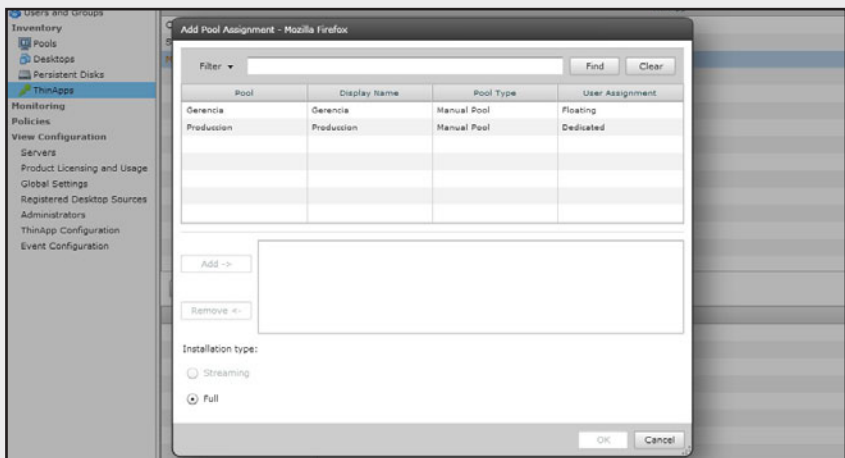 Users and Groups
Inventory
Pools
Desktops
Persistent Disks
ThinApps
Monitoring
Policies
View Configuration
Servers
Product Licensing and Usage
Global Settings
Registered Desktop Sources
Administrators
ThinApp Configuration
Event Configuration
Add Pool Assignment - Mozilla Firefox
Filter Find Clear
Pool Display Name Pool Type User Assignment
Gerencia Gerencia Manual Pool Floating
Produccion Produccion Manual Pool Dedicated
Add ->
Remove <-
Installation type:
Streaming
Full
OK Cancel